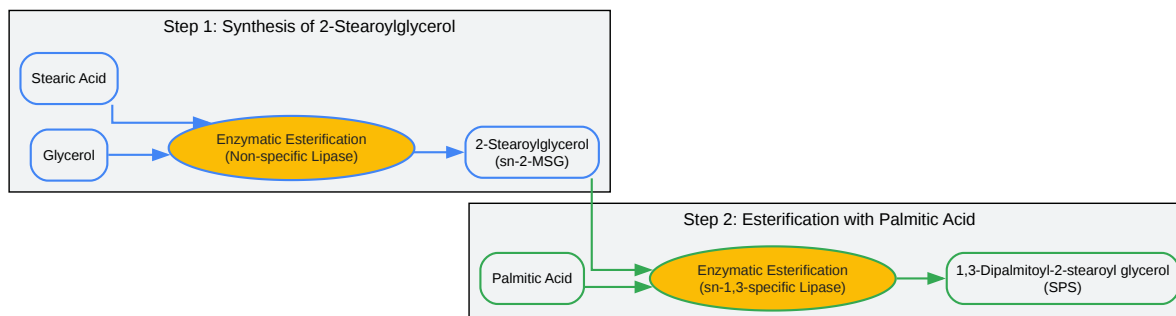 Step 1: Synthesis of 2-Stearoylglycerol
Stearic Acid
Glycerol
Enzymatic Esterification
(Non-specific Lipase)
2-Stearoylglycerol
(sn-2-MSG)
Step 2: Esterification with Palmitic Acid
Palmitic Acid
Enzymatic Esterification
(sn-1,3-specific Lipase)
1,3-Dipalmitoyl-2-stearoyl glycerol
(SPS)